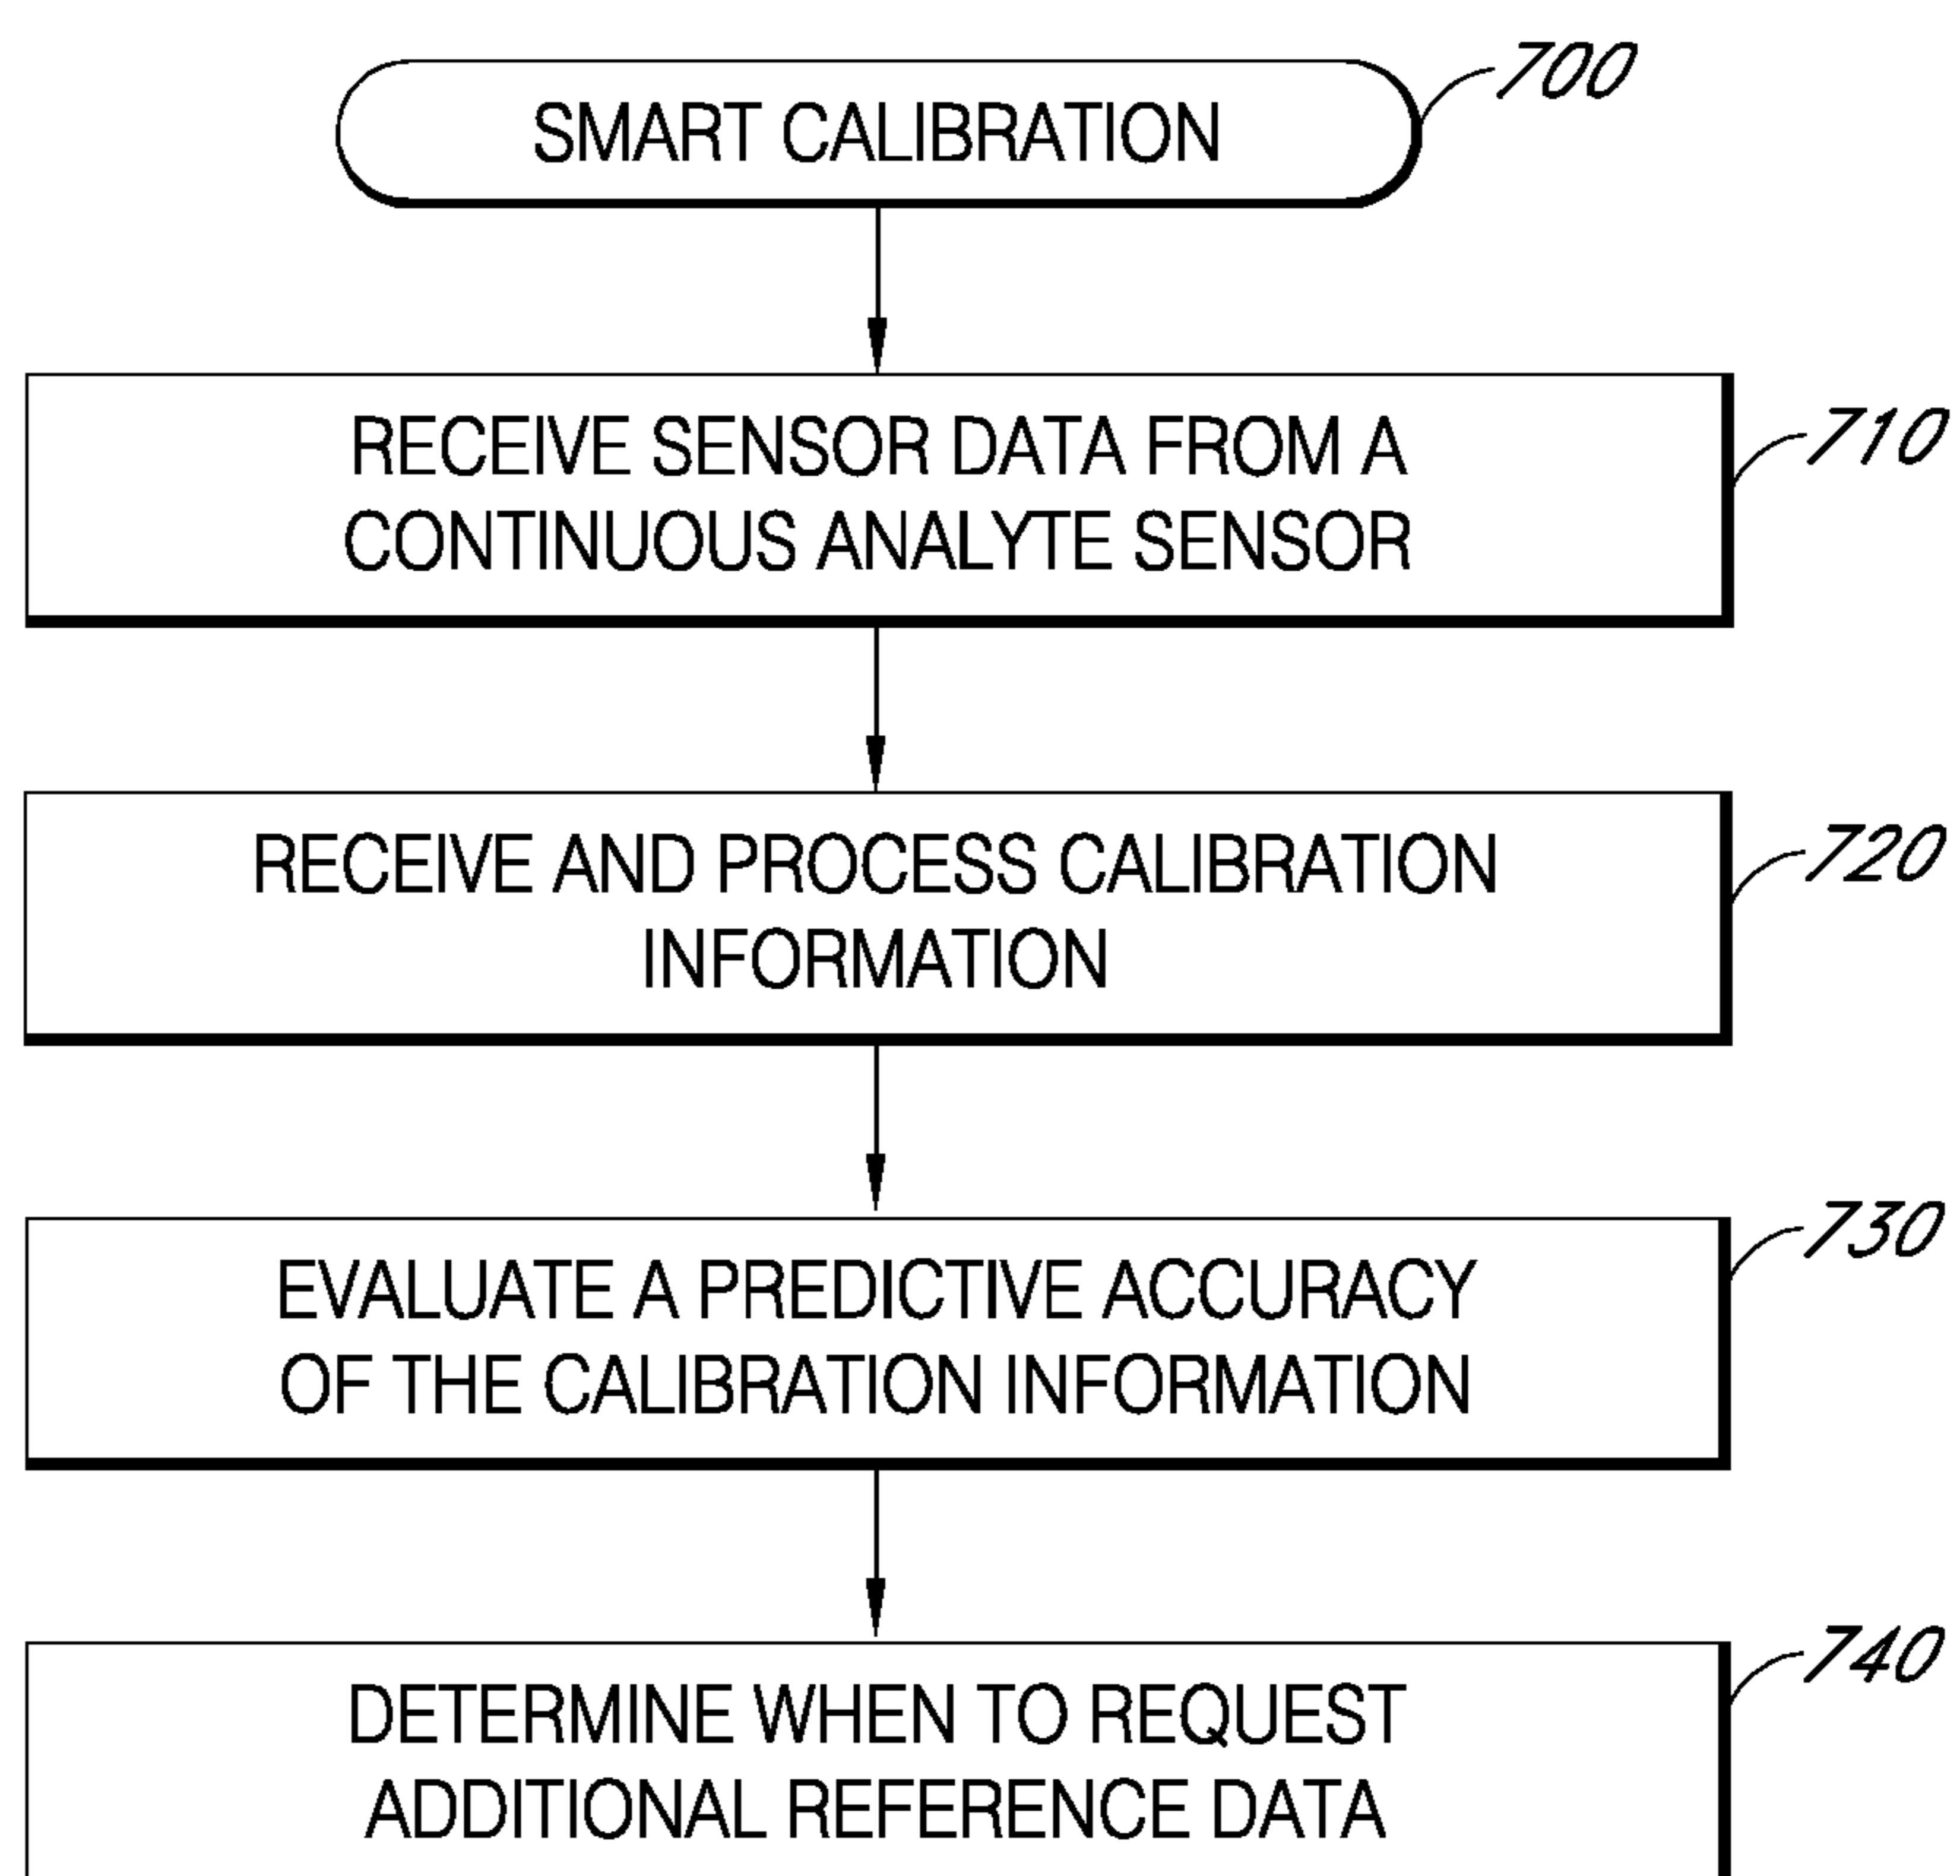 SMART CALIBRATION
700
RECEIVE SENSOR DATA FROM A
CONTINUOUS ANALYTE SENSOR
710
RECEIVE AND PROCESS CALIBRATION
INFORMATION
720
EVALUATE A PREDICTIVE ACCURACY
OF THE CALIBRATION INFORMATION
730
DETERMINE WHEN TO REQUEST
ADDITIONAL REFERENCE DATA
740